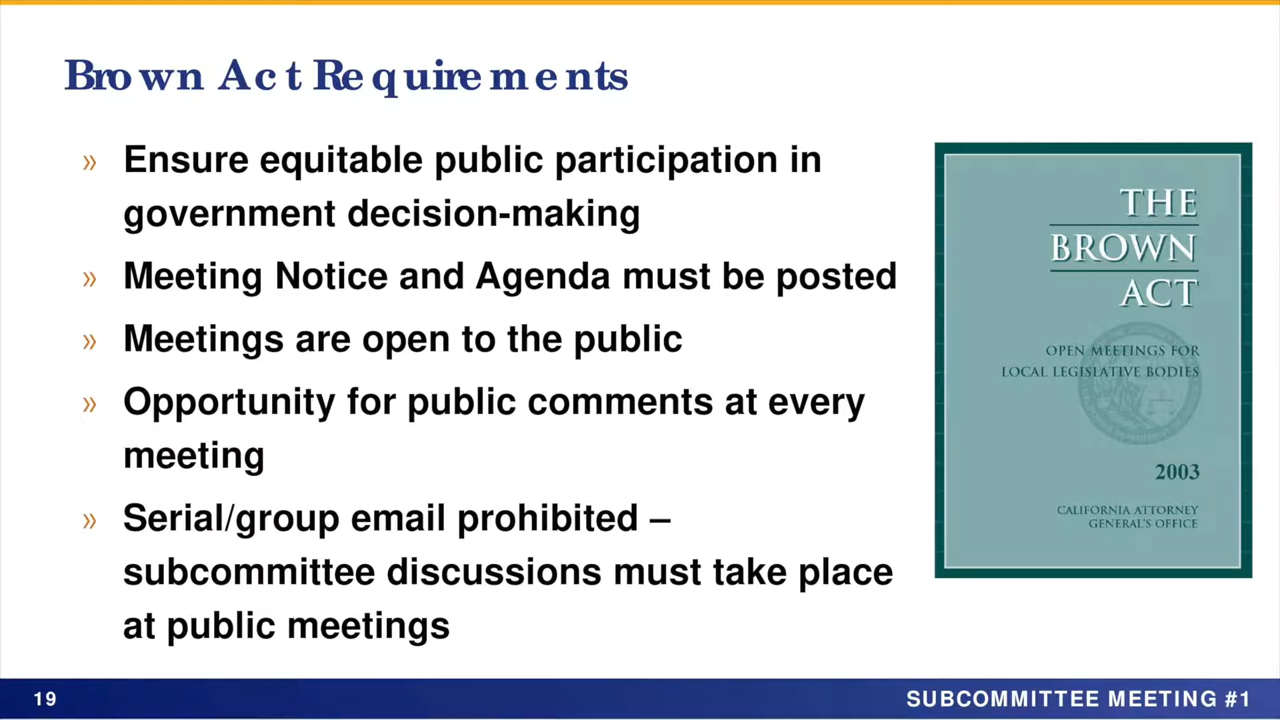 Brown Act Requirements
» Ensure equitable public participation in
government decision-making
» Meeting Notice and Agenda must be posted
» Meetings are open to the public
» Opportunity for public comments at every
meeting
» Serial/group email prohibited –
subcommittee discussions must take place
at public meetings
THE
BROWN
ACT
OPEN MEETINGS FOR
LOCAL LEGISLATIVE BODIES
2003
CALIFORNIA ATTORNEY
GENERAL'S OFFICE
19
SUBCOMMITTEE MEETING #1